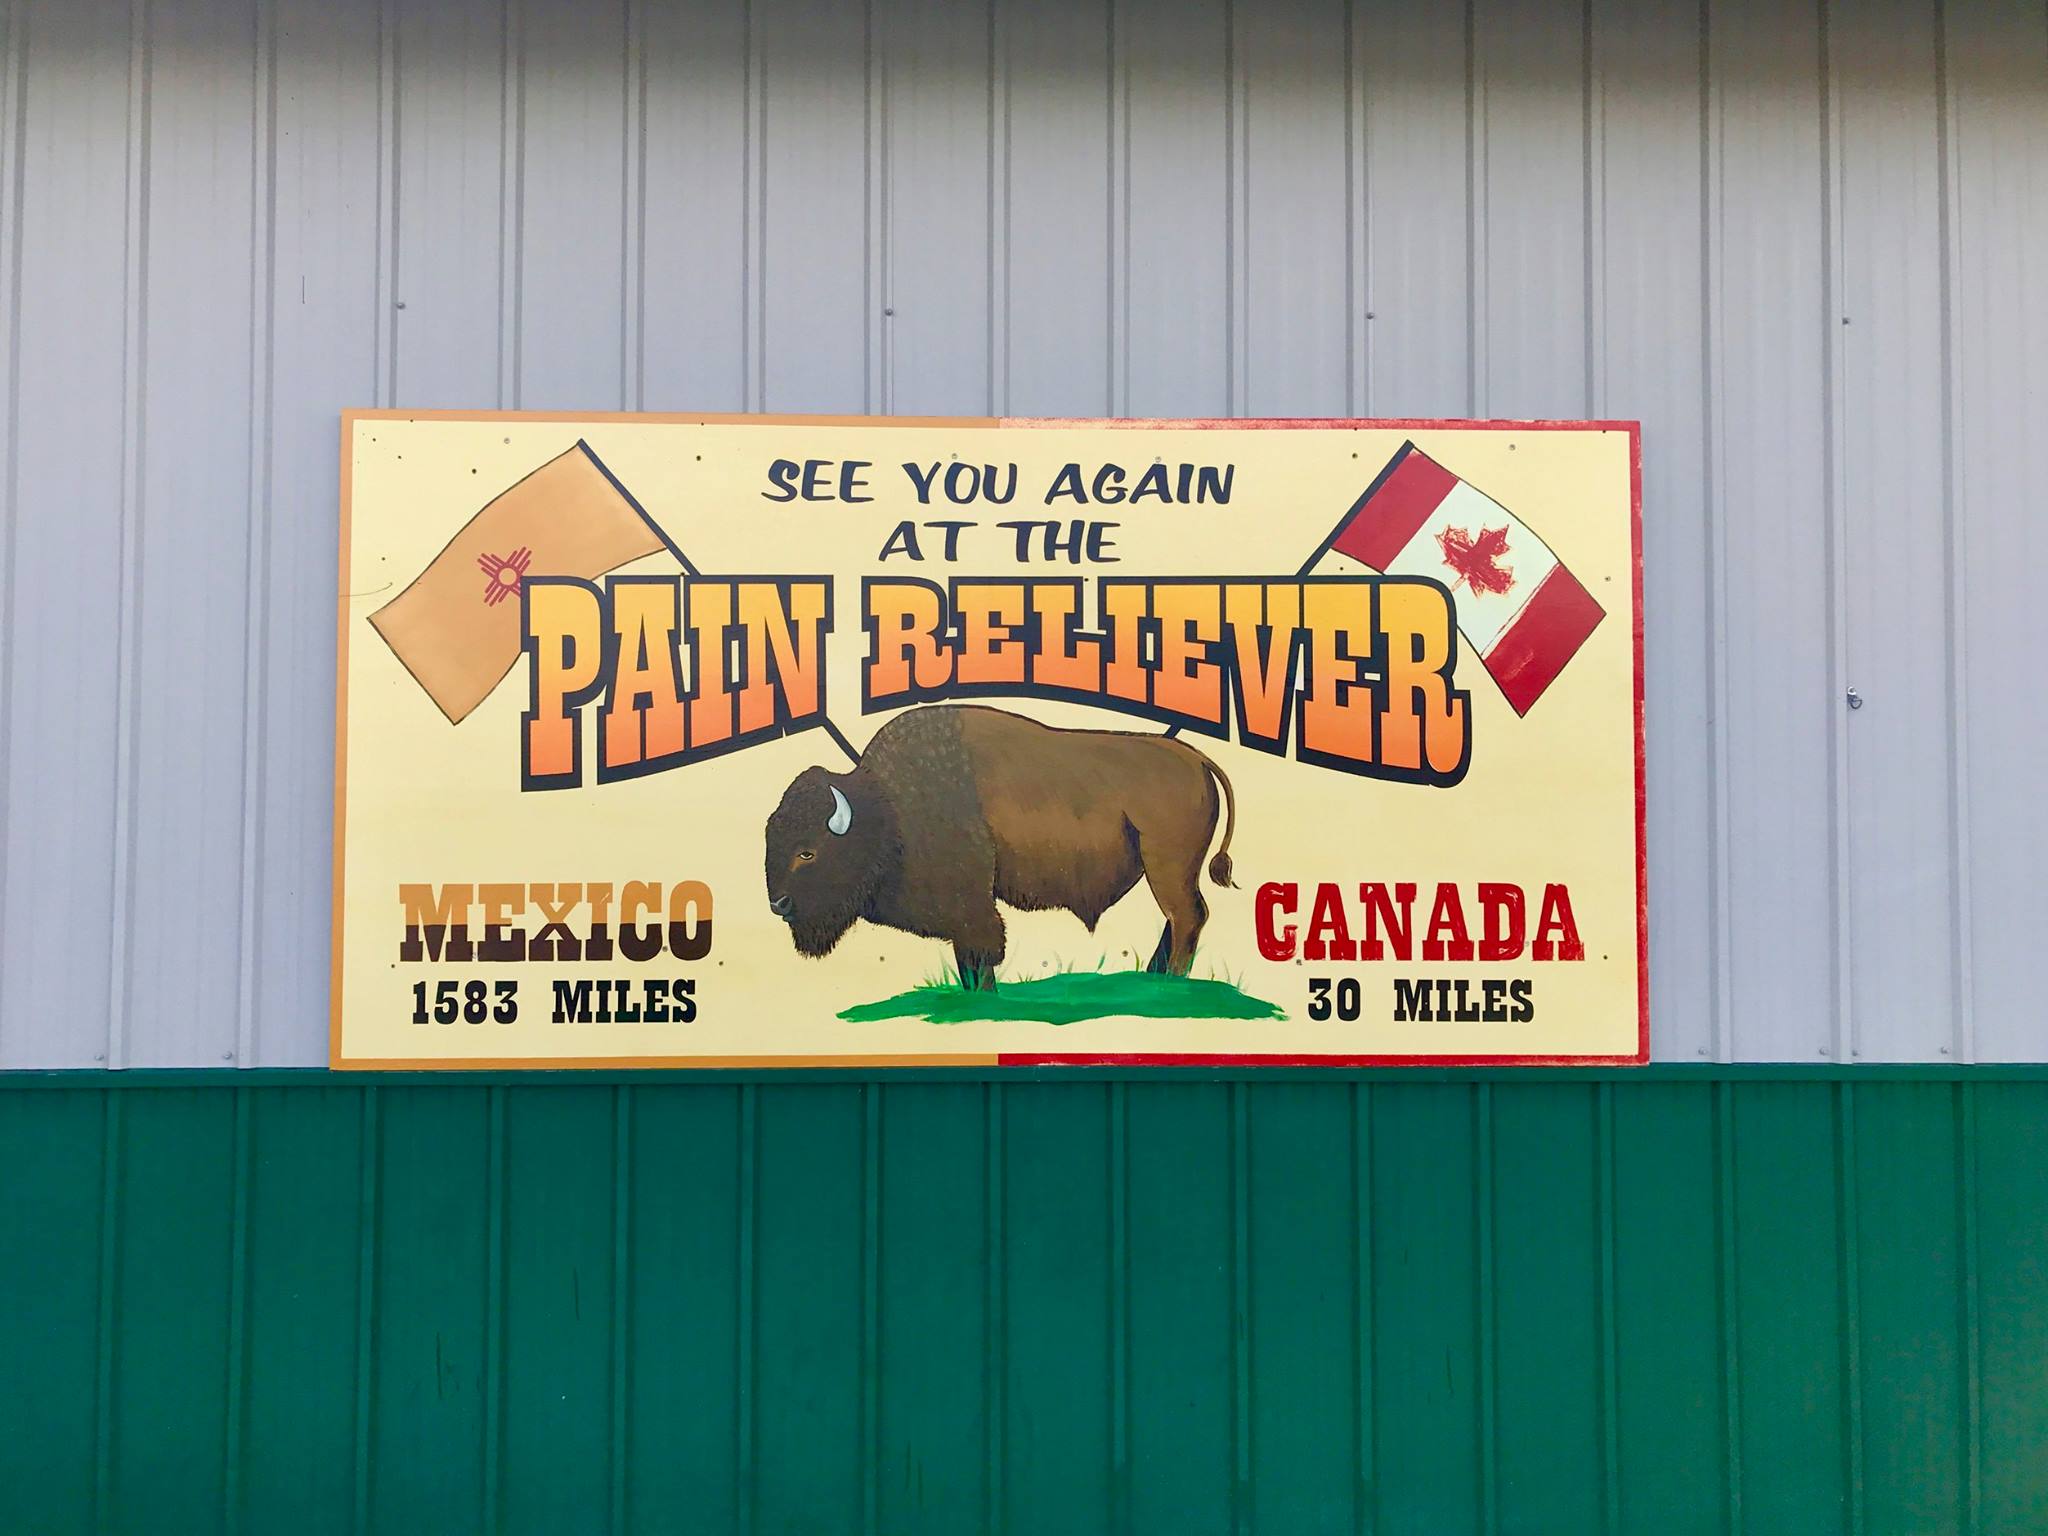 SEE YOU AGAIN
AT THE
PAIN RELIEVER
MEXICO
1583 MILES
CANADA
30 MILES